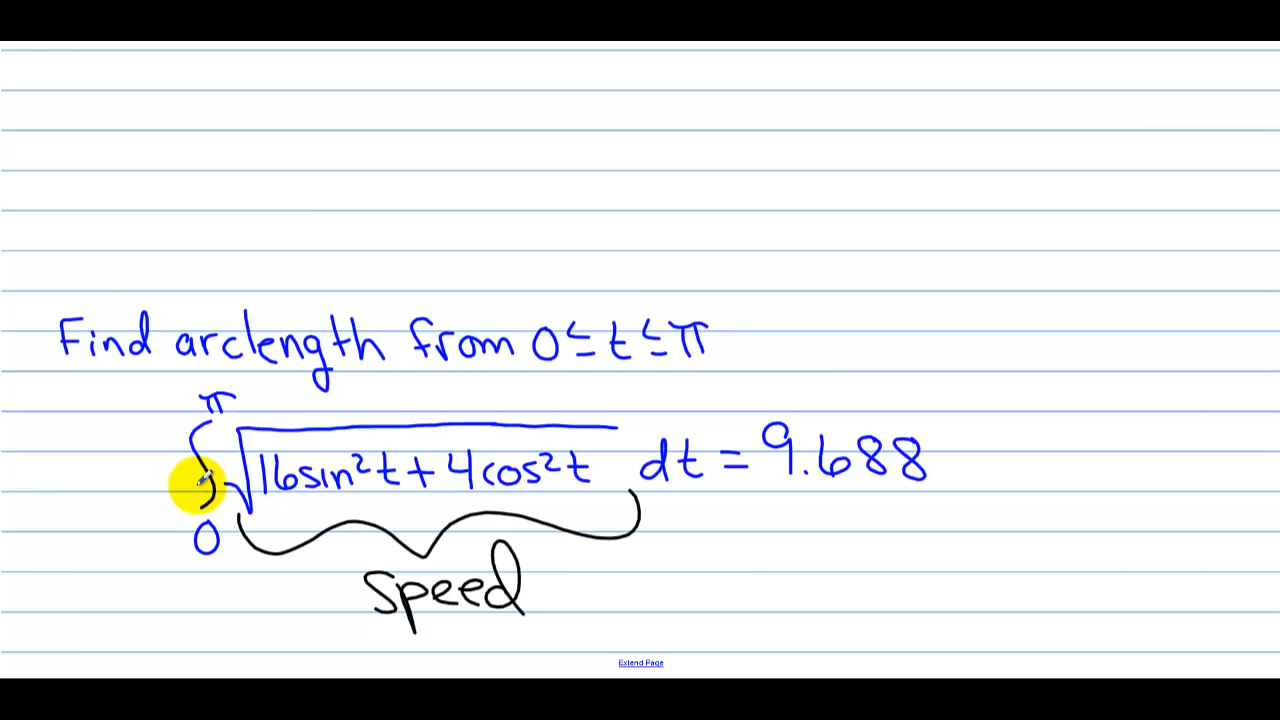 Find arclength from 0 ≤ t ≤ π
∫₀^π √(16sin²t + 4cos²t) dt = 9.688
speed
Extend Page